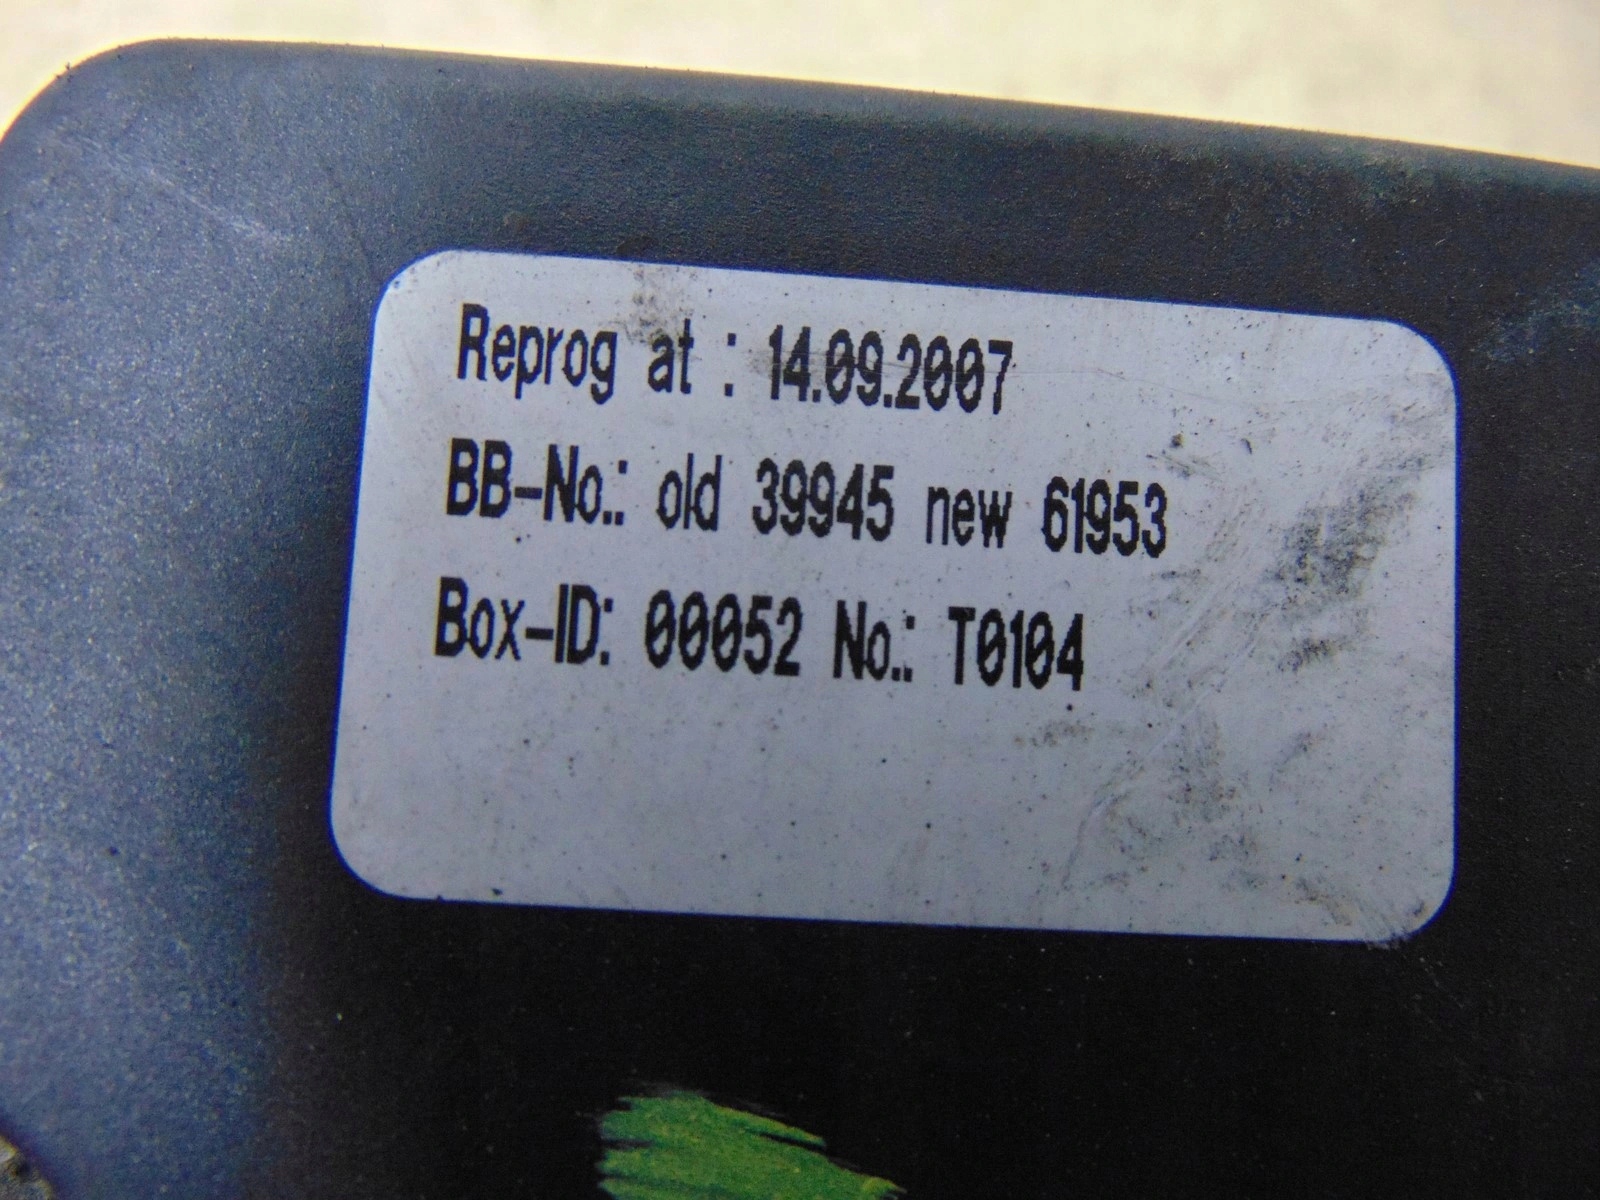 Reprog at : 14.09.2007
BB-No.: old 39945 new 61953
Box-ID: 00052 No.: T0104